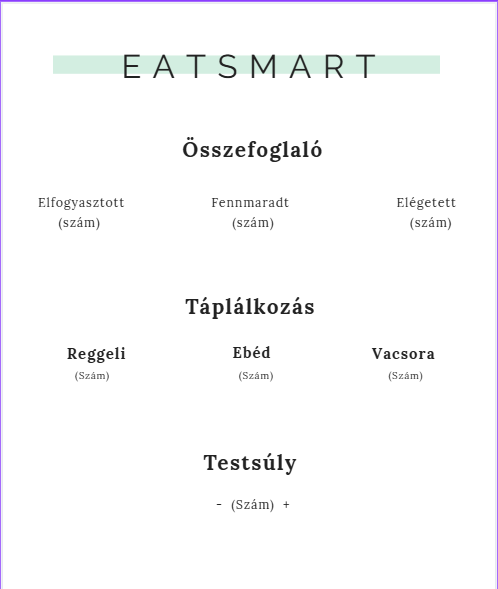 EATSMART
Összefoglaló
Elfogyasztott Fennmaradt Elégetett
(szám) (szám) (szám)
Táplálkozás
Reggeli Ebéd Vacsora
(Szám) (Szám) (Szám)
Testsúly
- (Szám) +